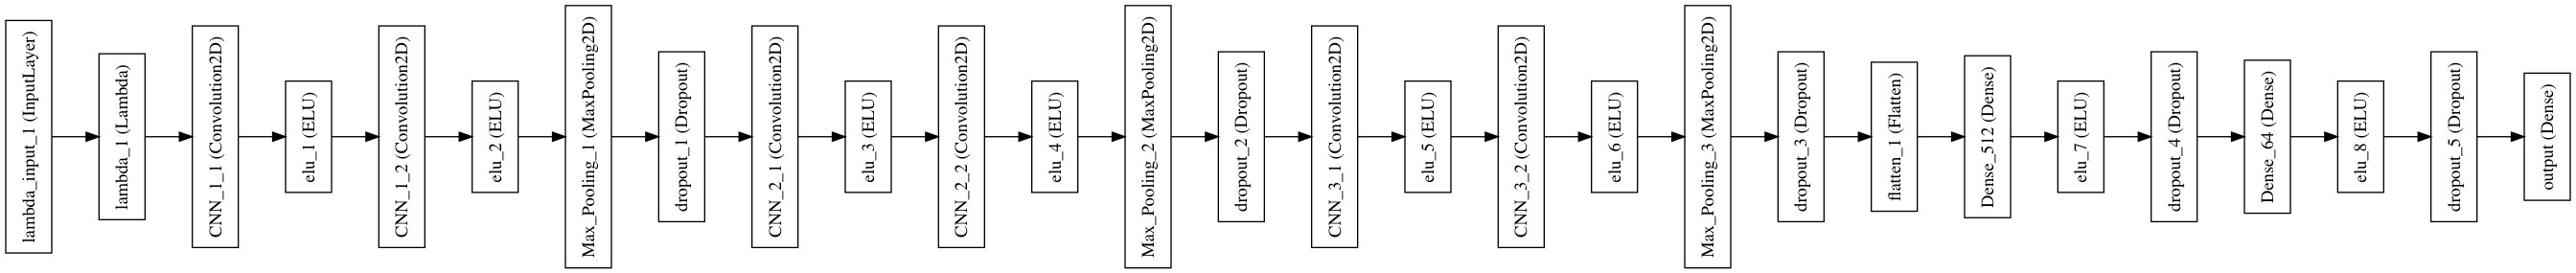 lambda_input_1 (InputLayer)
lambda_1 (Lambda)
CNN_1_1 (Convolution2D)
elu_1 (ELU)
CNN_1_2 (Convolution2D)
elu_2 (ELU)
Max_Pooling_1 (MaxPooling2D)
dropout_1 (Dropout)
CNN_2_1 (Convolution2D)
elu_3 (ELU)
CNN_2_2 (Convolution2D)
elu_4 (ELU)
Max_Pooling_2 (MaxPooling2D)
dropout_2 (Dropout)
CNN_3_1 (Convolution2D)
elu_5 (ELU)
CNN_3_2 (Convolution2D)
elu_6 (ELU)
Max_Pooling_3 (MaxPooling2D)
dropout_3 (Dropout)
flatten_1 (Flatten)
Dense_512 (Dense)
elu_7 (ELU)
dropout_4 (Dropout)
Dense_64 (Dense)
elu_8 (ELU)
dropout_5 (Dropout)
output (Dense)